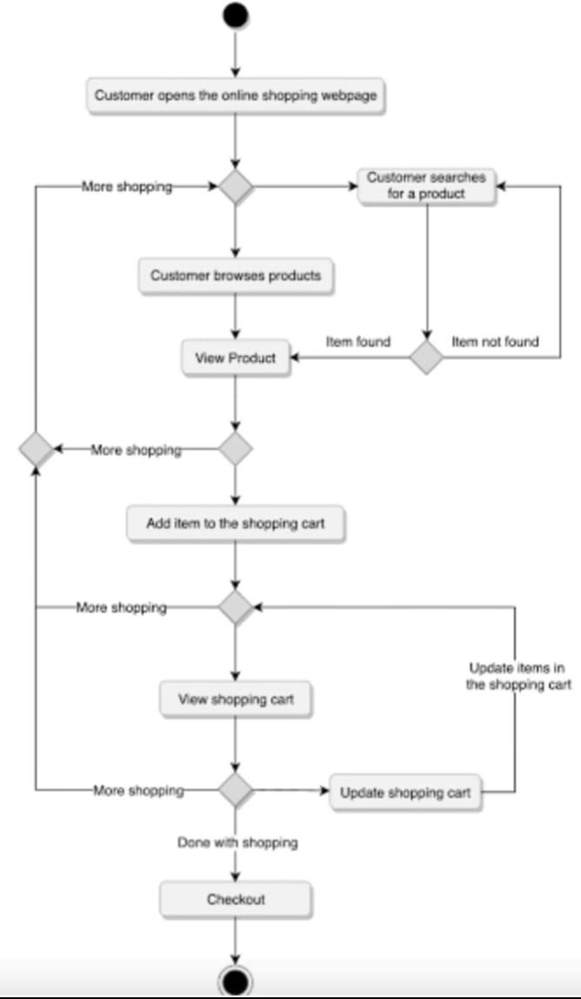 Customer opens the online shopping webpage
More shopping
Customer searches
for a product
Customer browses products
Item found
Item not found
View Product
More shopping
Add item to the shopping cart
More shopping
Update items in
the shopping cart
View shopping cart
More shopping
Update shopping cart
Done with shopping
Checkout